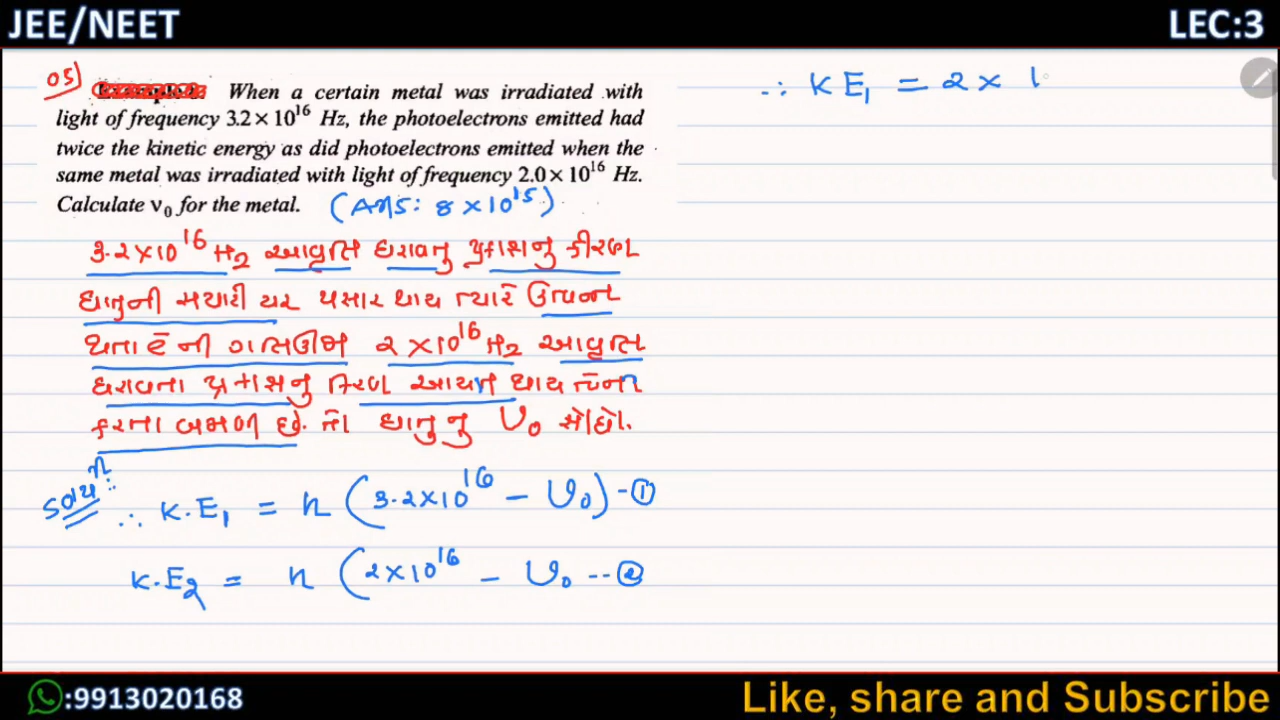 JEE/NEET
LEC:3
05)
When a certain metal was irradiated with
light of frequency 3.2 × 10¹⁶ Hz, the photoelectrons emitted had
twice the kinetic energy as did photoelectrons emitted when the
same metal was irradiated with light of frequency 2.0 × 10¹⁶ Hz.
Calculate ν₀ for the metal. (Ans: 8 × 10¹⁵)
3.2×10¹⁶ Hz આવૃત્તિ ધરાવતુ પ્રકાશનુ કીરણ
ધાતુની સપાટી પર પસાર થાય ત્યારે ઉત્પન્ન
થતા e⁻ ની ગતિઊર્જા 2×10¹⁶ Hz આવૃત્તિ
ધરાવતા પ્રકાશનુ કિરણ આપાત થાય તેના
કરતા બમણી છે. તો ધાતુનુ ν₀ શોધો.
Solⁿ :
∴ K.E₁ = h (3.2×10¹⁶ − ν₀) -①
K.E₂ = h (2×10¹⁶ − ν₀ --②
∴ KE₁ = 2 ×
:9913020168
Like, share and Subscribe